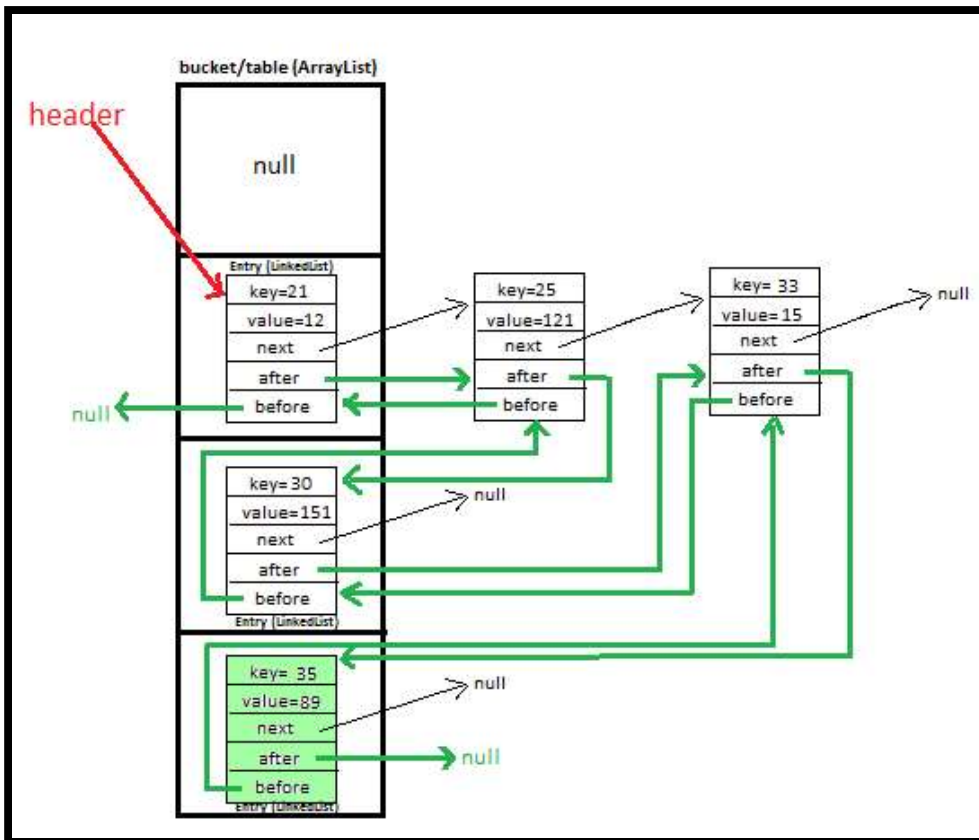 bucket/table (ArrayList)
header
null
Entry (LinkedList)
key=21
value=12
next
after
before
null
key=25
value=121
next
after
before
key= 33
value=15
next
after
before
null
key=30
value=151
next
after
before
Entry (LinkedList)
null
key= 35
value=89
next
after
before
Entry (LinkedList)
null
null